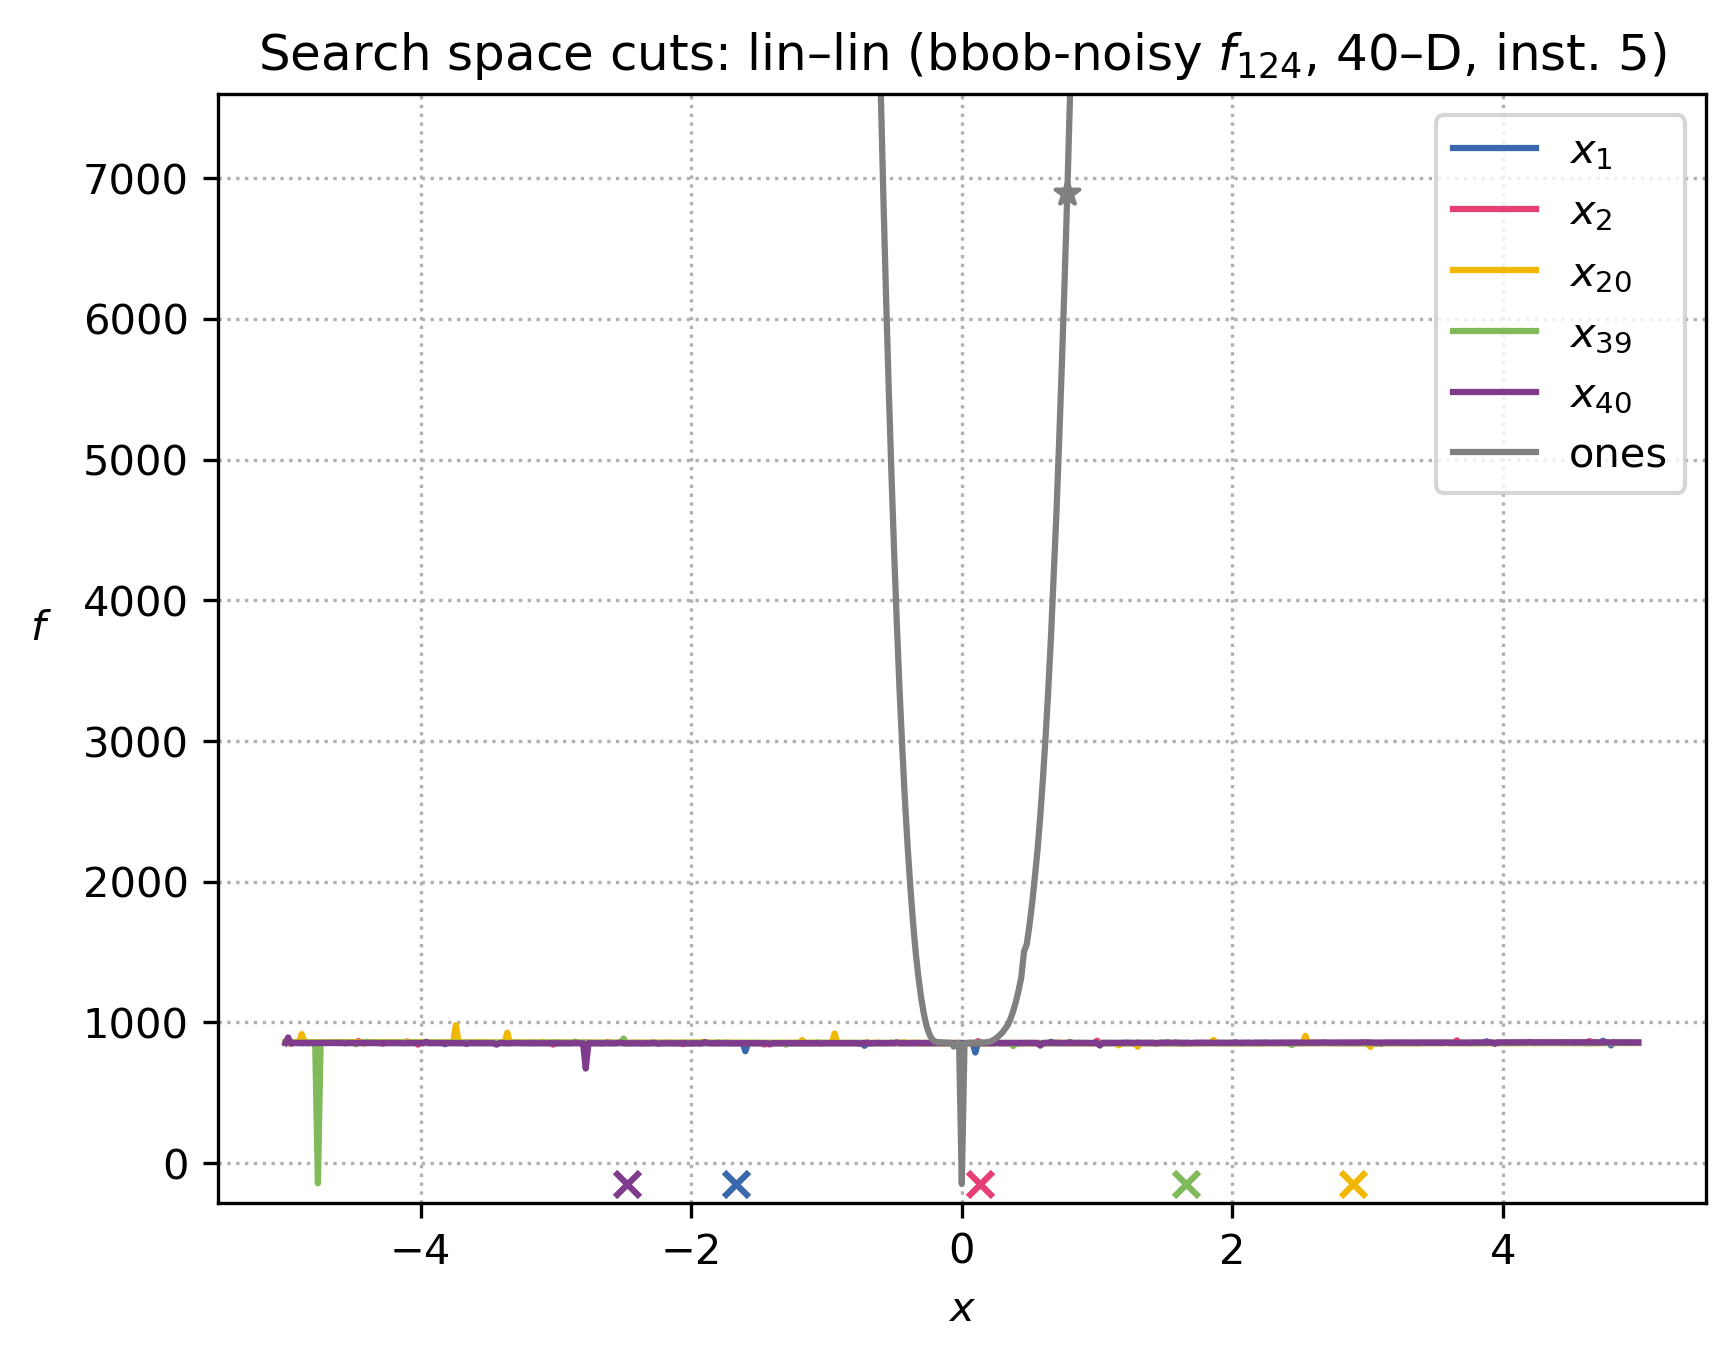 Search space cuts: lin–lin (bbob-noisy f₁₂₄, 40–D, inst. 5)
x₁
x₂
x₂₀
x₃₉
x₄₀
ones
7000
6000
5000
4000
3000
2000
1000
0
f
−4 −2 0 2 4
x